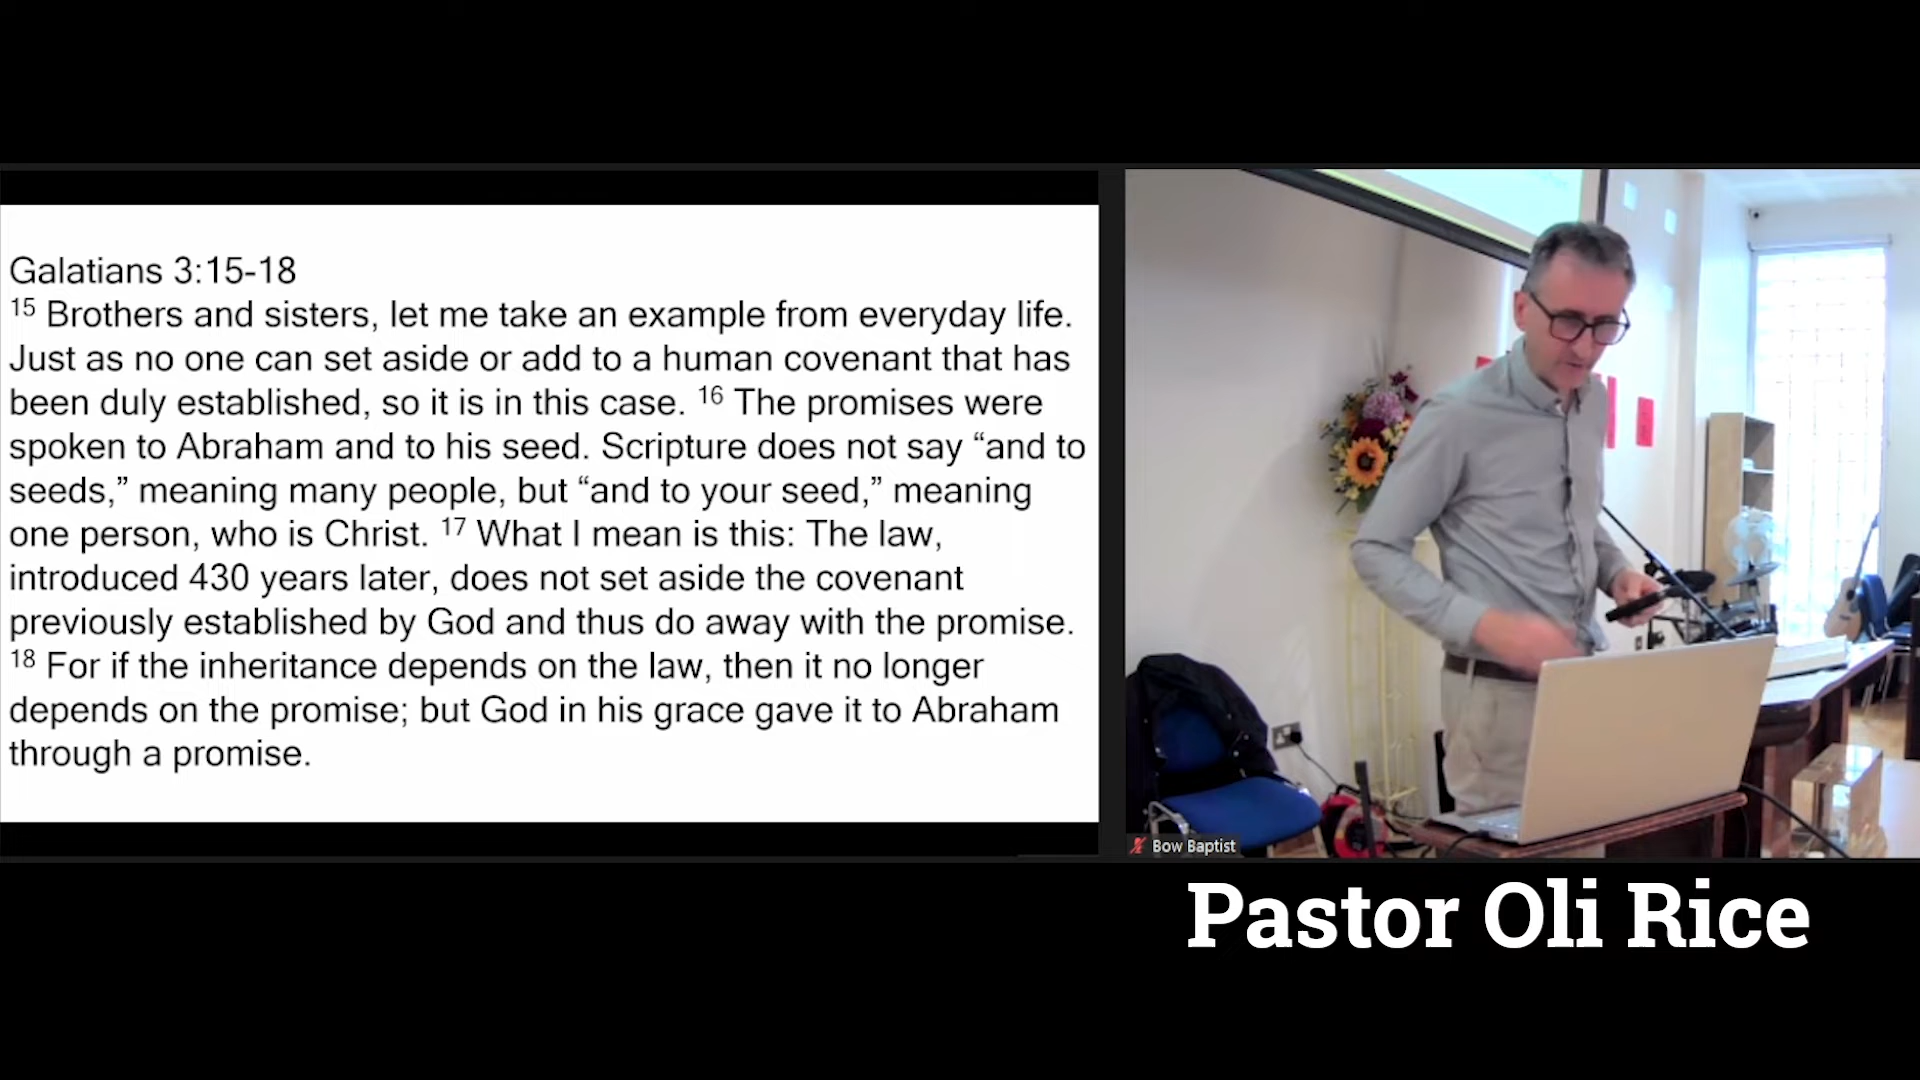 Galatians 3:15-18
15 Brothers and sisters, let me take an example from everyday life.
Just as no one can set aside or add to a human covenant that has
been duly established, so it is in this case. 16 The promises were
spoken to Abraham and to his seed. Scripture does not say “and to
seeds,” meaning many people, but “and to your seed,” meaning
one person, who is Christ. 17 What I mean is this: The law,
introduced 430 years later, does not set aside the covenant
previously established by God and thus do away with the promise.
18 For if the inheritance depends on the law, then it no longer
depends on the promise; but God in his grace gave it to Abraham
through a promise.
Bow Baptist
Pastor Oli Rice